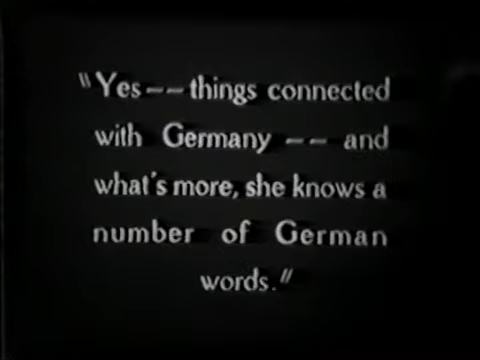 "Yes -- things connected
with Germany -- and
what's more, she knows a
number of German
words."